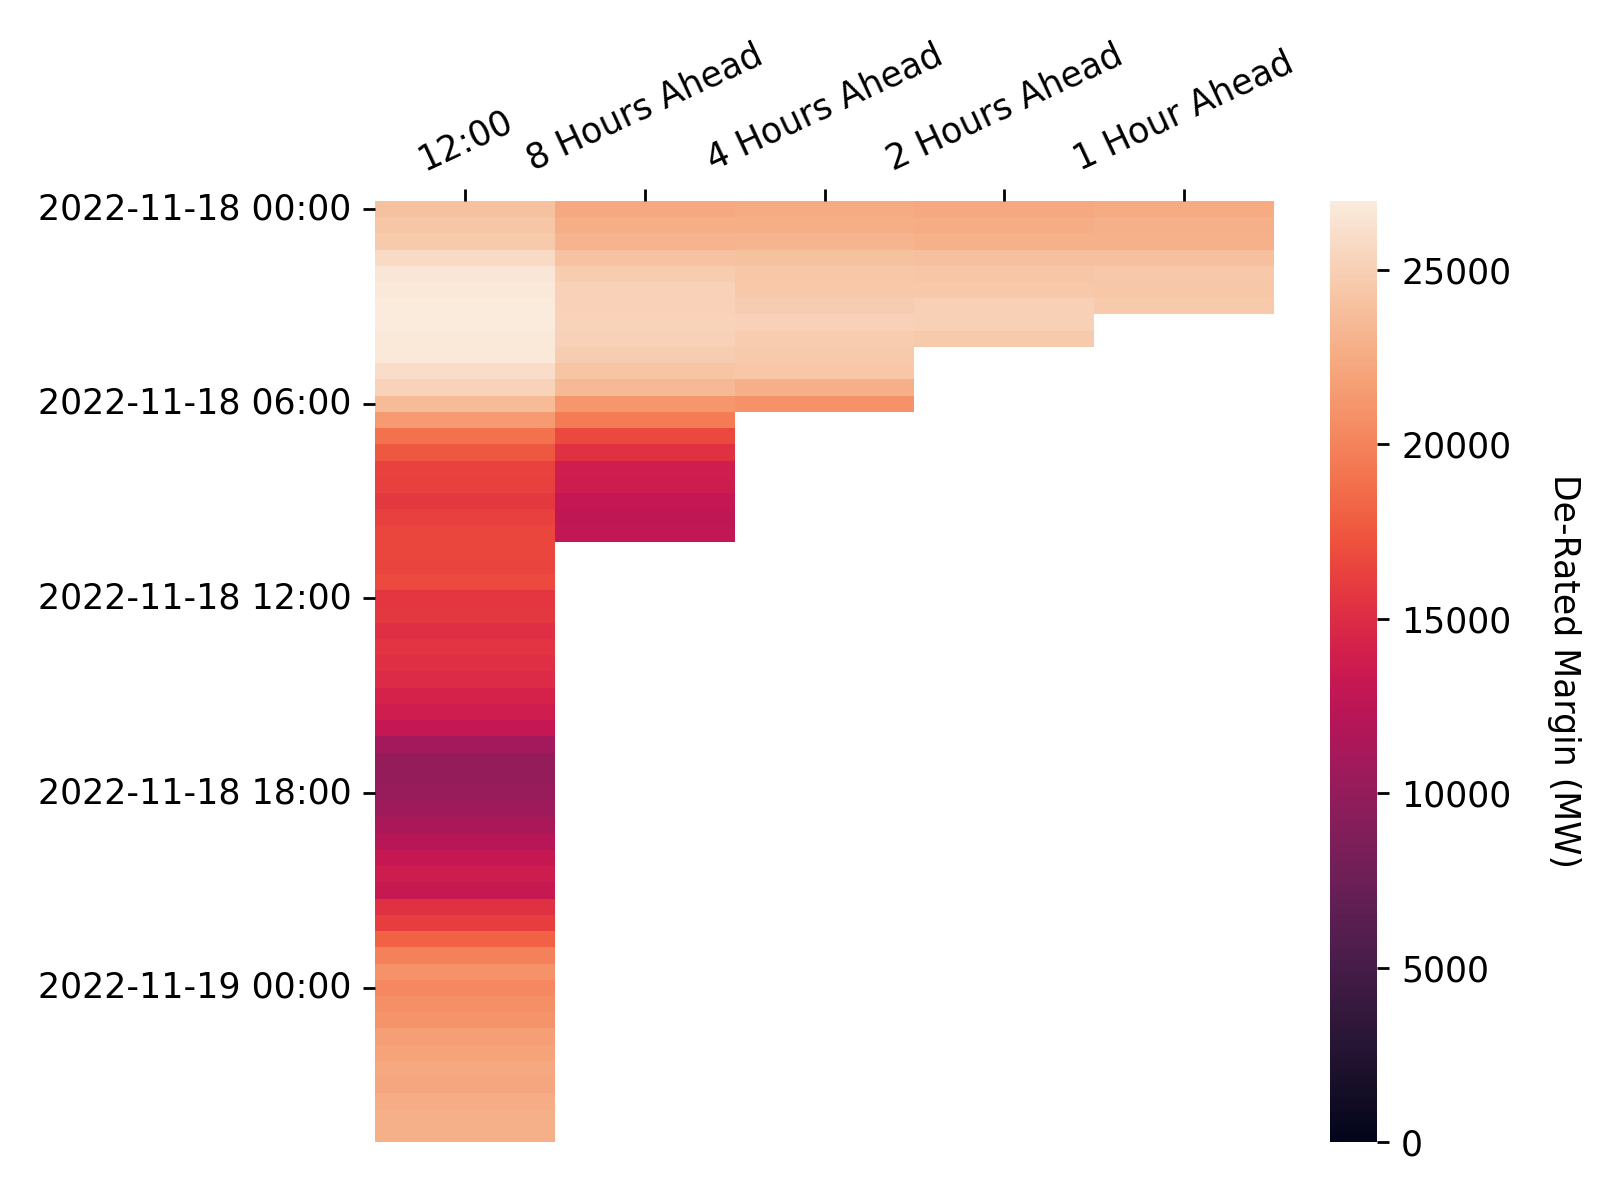 12:00
8 Hours Ahead
4 Hours Ahead
2 Hours Ahead
1 Hour Ahead
2022-11-18 00:00
2022-11-18 06:00
2022-11-18 12:00
2022-11-18 18:00
2022-11-19 00:00
25000
20000
15000
10000
5000
0
De-Rated Margin (MW)